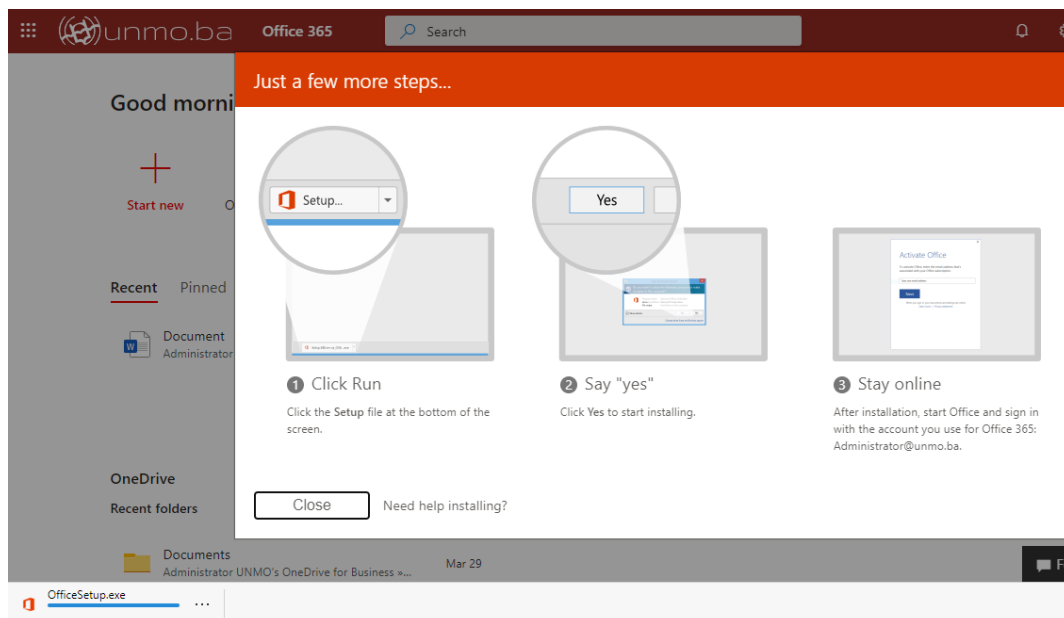 unmo.ba Office 365 Search
Just a few more steps...
Good morni
Start new O
Recent Pinned
Document
Administrator
OneDrive
Recent folders
Documents
Administrator UNMO's OneDrive for Business »...
Mar 29
Setup...
Yes
Activate Office
Next
1 Click Run
Click the Setup file at the bottom of the
screen.
2 Say "yes"
Click Yes to start installing.
3 Stay online
After installation, start Office and sign in
with the account you use for Office 365:
Administrator@unmo.ba.
Close Need help installing?
F
OfficeSetup.exe ...